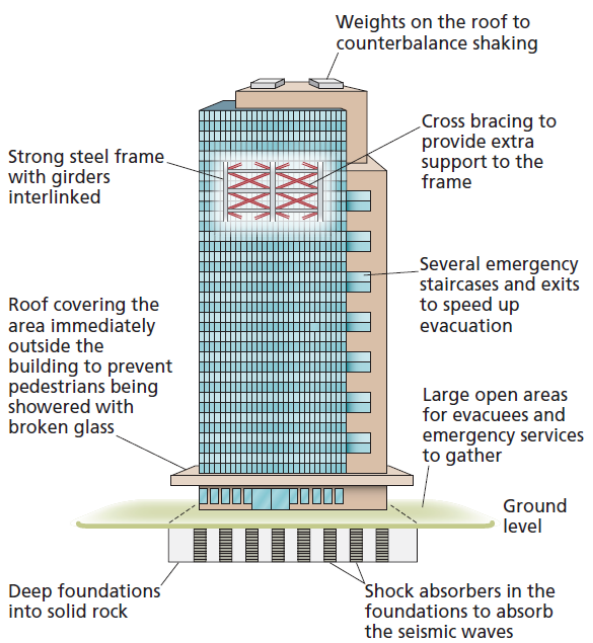 Weights on the roof to
counterbalance shaking
Cross bracing to
provide extra
support to the
frame
Strong steel frame
with girders
interlinked
Several emergency
staircases and exits
to speed up
evacuation
Roof covering the
area immediately
outside the
building to prevent
pedestrians being
showered with
broken glass
Large open areas
for evacuees and
emergency services
to gather
Ground
level
Deep foundations
into solid rock
Shock absorbers in the
foundations to absorb
the seismic waves